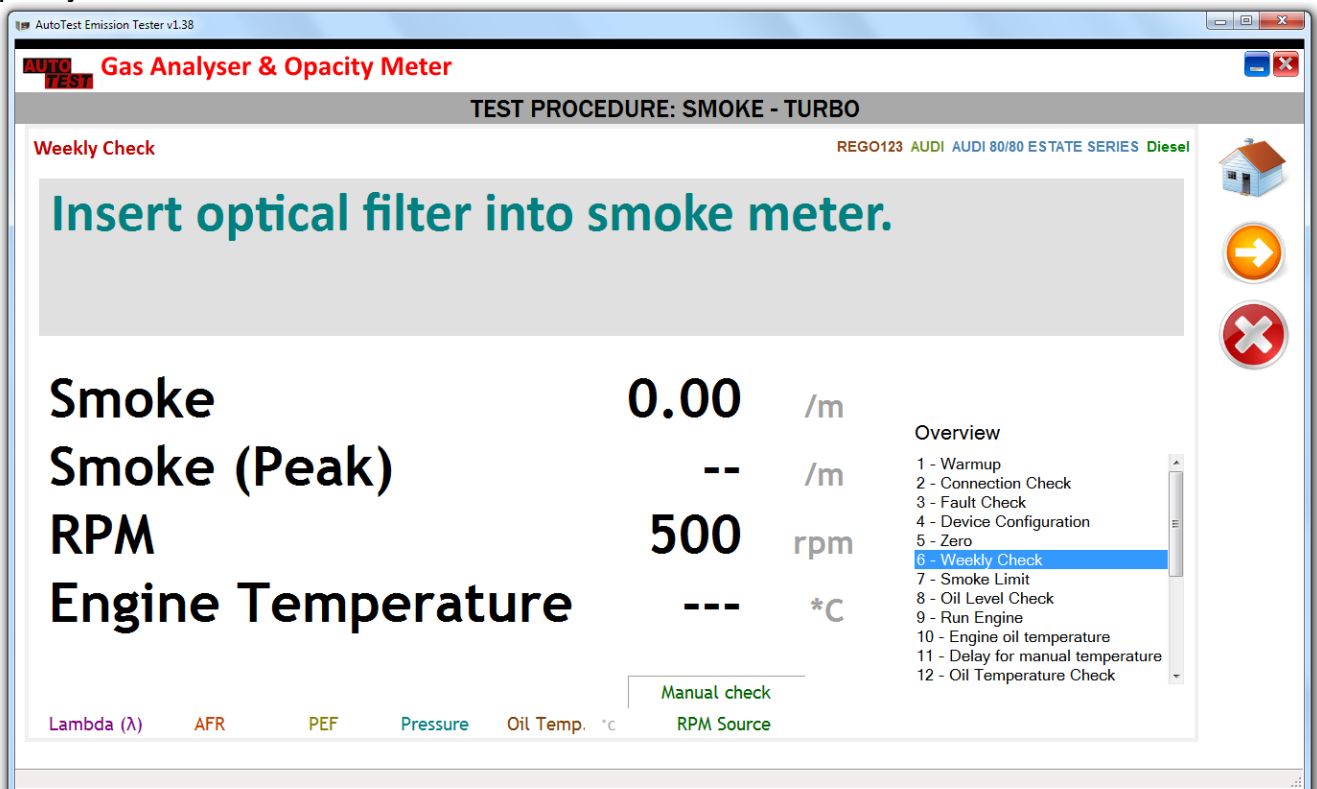 AutoTest Emission Tester v1.38
AUTO TEST
Gas Analyser & Opacity Meter
TEST PROCEDURE: SMOKE - TURBO
Weekly Check
REGO123 AUDI AUDI 80/80 ESTATE SERIES Diesel
Insert optical filter into smoke meter.
Smoke 0.00 /m
Smoke (Peak) -- /m
RPM 500 rpm
Engine Temperature --- *C
Overview
1 - Warmup
2 - Connection Check
3 - Fault Check
4 - Device Configuration
5 - Zero
6 - Weekly Check
7 - Smoke Limit
8 - Oil Level Check
9 - Run Engine
10 - Engine oil temperature
11 - Delay for manual temperature
12 - Oil Temperature Check
Manual check
Lambda (λ) AFR PEF Pressure Oil Temp. °C RPM Source